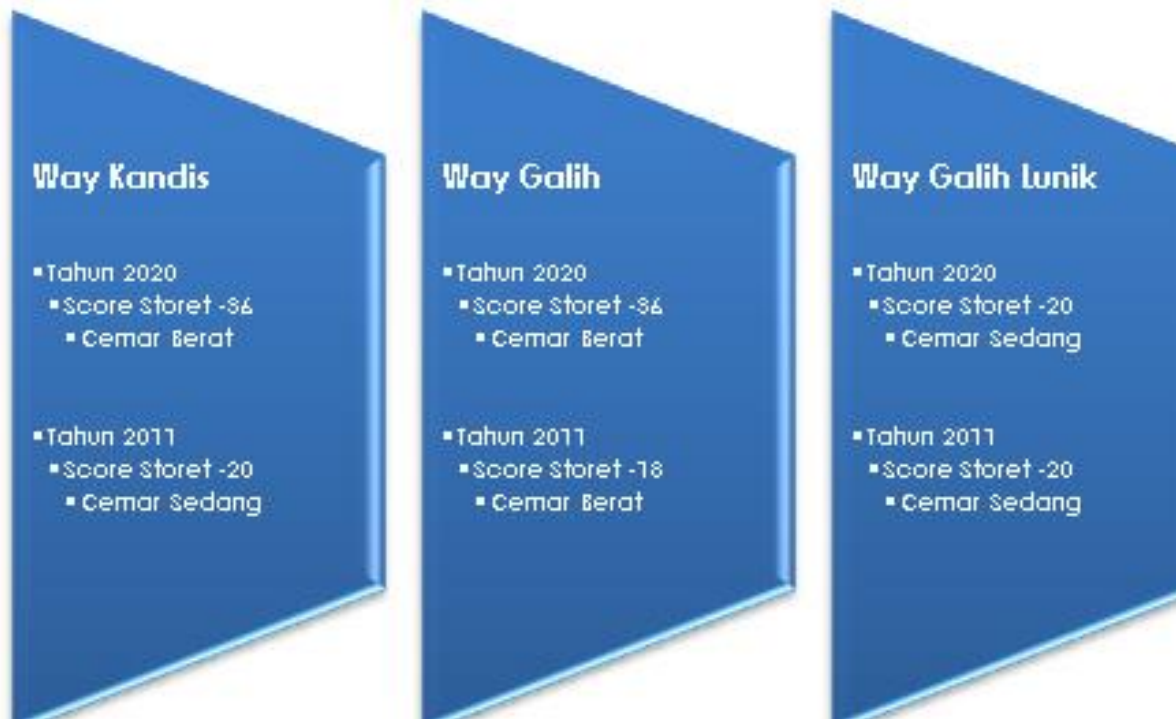 Way Kandis
▪Tahun 2020
▪Score Storet -36
▪Cemar Berat
▪Tahun 2011
▪Score Storet -20
▪Cemar Sedang
Way Galih
▪Tahun 2020
▪Score Storet -36
▪Cemar Berat
▪Tahun 2011
▪Score Storet -18
▪Cemar Berat
Way Galih Lunik
▪Tahun 2020
▪Score Storet -20
▪Cemar Sedang
▪Tahun 2011
▪Score Storet -20
▪Cemar Sedang